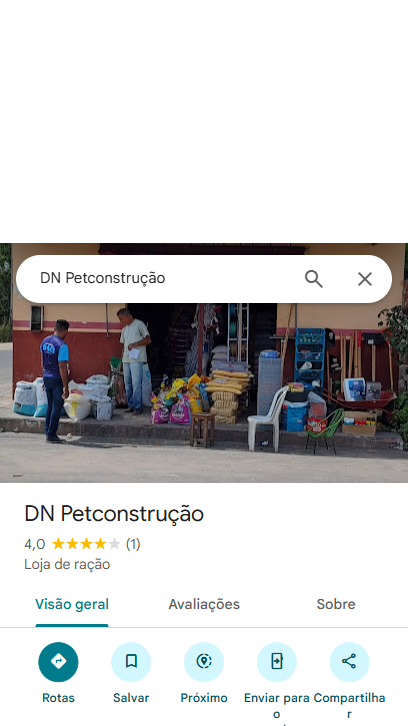 DN Petconstrução
DN Petconstrução
4,0 (1)
Loja de ração
Visão geral Avaliações Sobre
Rotas Salvar Próximo Enviar para o Compartilhar